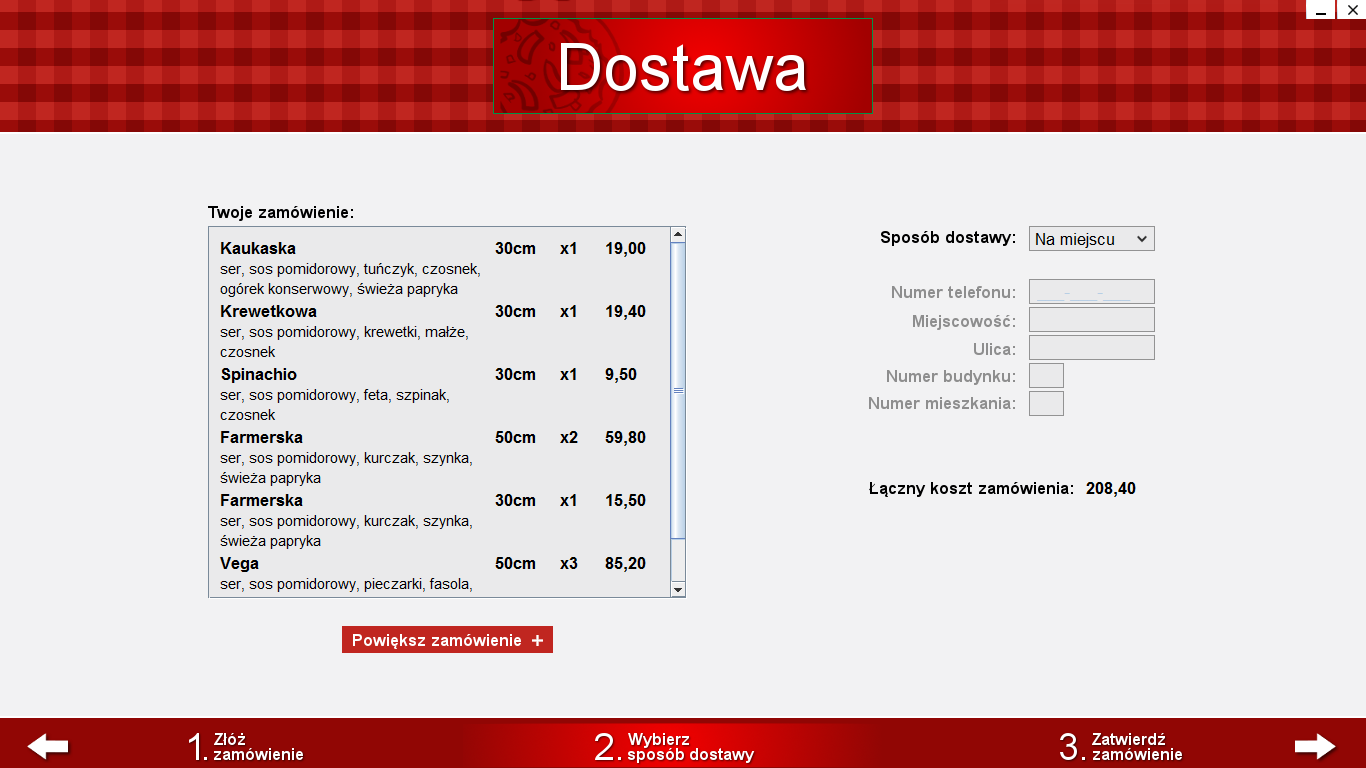 Dostawa
Twoje zamówienie:
Kaukaska 30cm x1 19,00
ser, sos pomidorowy, tuńczyk, czosnek,
ogórek konserwowy, świeża papryka
Krewetkowa 30cm x1 19,40
ser, sos pomidorowy, krewetki, małże,
czosnek
Spinachio 30cm x1 9,50
ser, sos pomidorowy, feta, szpinak,
czosnek
Farmerska 50cm x2 59,80
ser, sos pomidorowy, kurczak, szynka,
świeża papryka
Farmerska 30cm x1 15,50
ser, sos pomidorowy, kurczak, szynka,
świeża papryka
Vega 50cm x3 85,20
ser, sos pomidorowy, pieczarki, fasola,
Powiększ zamówienie +
Sposób dostawy: Na miejscu
Numer telefonu: ___-___-___
Miejscowość:
Ulica:
Numer budynku:
Numer mieszkania:
Łączny koszt zamówienia: 208,40
1. Złóż
zamówienie
2. Wybierz
sposób dostawy
3. Zatwierdź
zamówienie